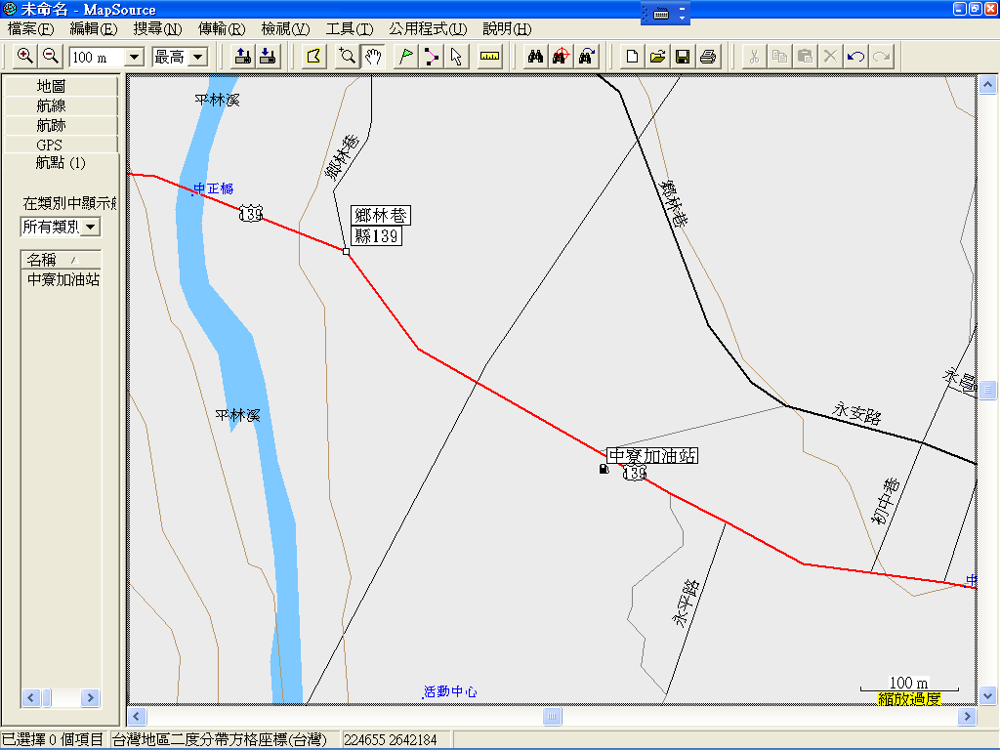 未命名 - MapSource
檔案(F) 編輯(E) 搜尋(N) 傳輸(R) 檢視(V) 工具(T) 公用程式(U) 說明(H)
100 m 最高
地圖
航線
航跡
GPS
航點 (1)
在類別中顯示
所有類別
名稱
中寮加油站
平林溪
鄉林巷
中正橋
139
鄉林巷
縣139
鄉林巷
永昌
永安路
平林溪
中寮加油站
139
初中巷
中
永平路
活動中心
100 m
縮放過度
已選擇 0 個項目 台灣地區二度分帶方格座標(台灣) 224655 2642184